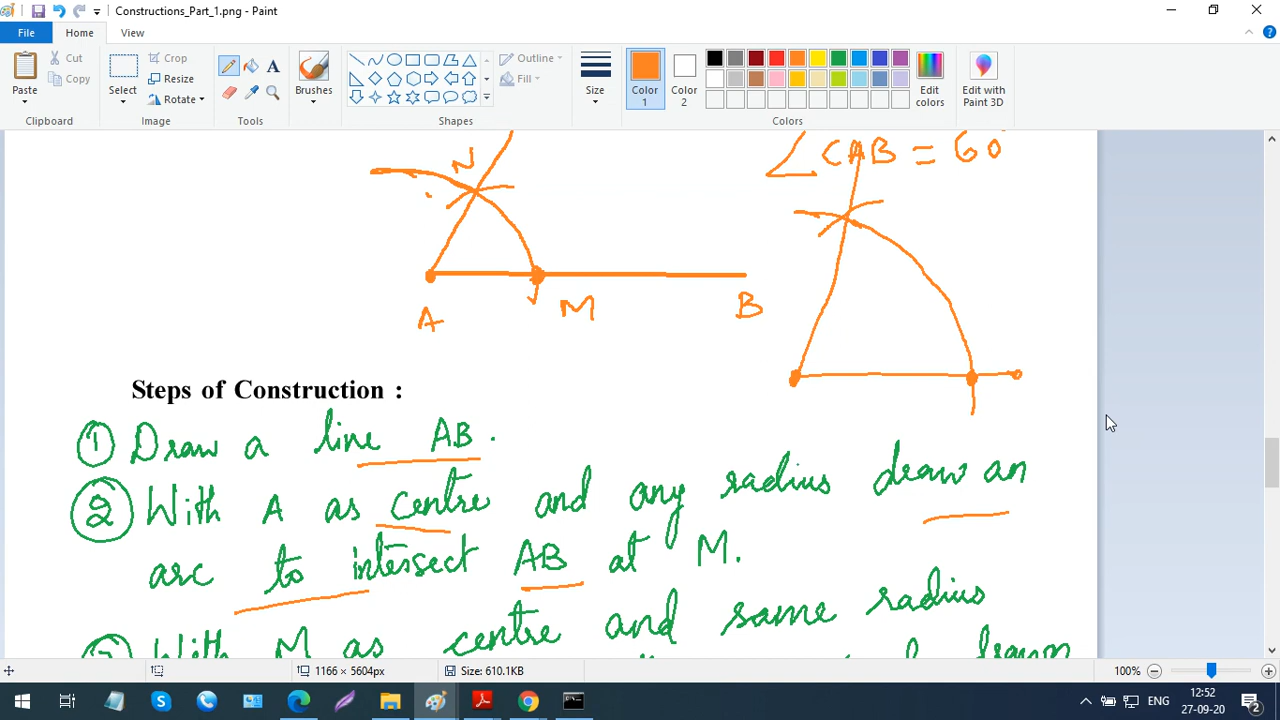 Constructions_Part_1.png - Paint
File Home View
Paste Cut Copy Clipboard
Select Crop Resize Rotate Image
Tools
Brushes
Shapes Outline Fill
Size
Color 1 Color 2 Edit colors Colors
Edit with Paint 3D
N
∠CAB = 60°
A M B
Steps of Construction :
① Draw a line AB.
② With A as centre and any radius draw an
arc to intersect AB at M.
③ With M as centre and same radius
drawn
1166 × 5604px Size: 610.1KB 100%
ENG 12:52 27-09-20 2